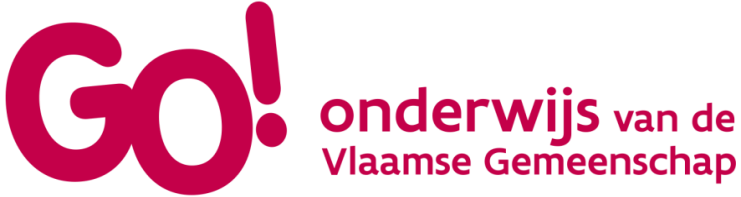 GO!
onderwijs van de
Vlaamse Gemeenschap